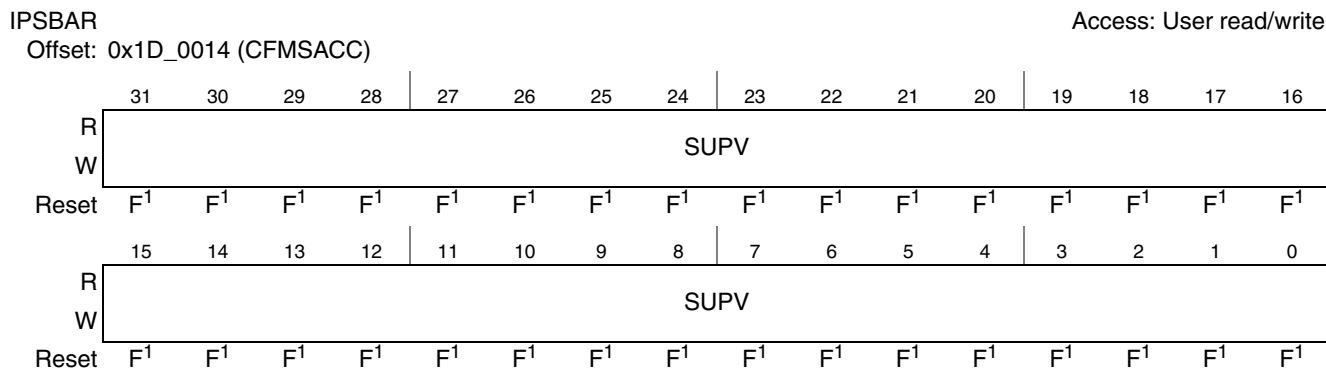 IPSBAR Access: User read/write
Offset: 0x1D_0014 (CFMSACC)
31 30 29 28 27 26 25 24 23 22 21 20 19 18 17 16
R
SUPV
W
Reset F1 F1 F1 F1 F1 F1 F1 F1 F1 F1 F1 F1 F1 F1 F1 F1
15 14 13 12 11 10 9 8 7 6 5 4 3 2 1 0
R
SUPV
W
Reset F1 F1 F1 F1 F1 F1 F1 F1 F1 F1 F1 F1 F1 F1 F1 F1